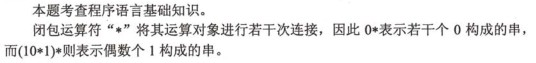 本题考查程序语言基础知识。
闭包运算符“*”将其运算对象进行若干次连接，因此 0*表示若干个 0 构成的串，
而(10*1)*则表示偶数个 1 构成的串。